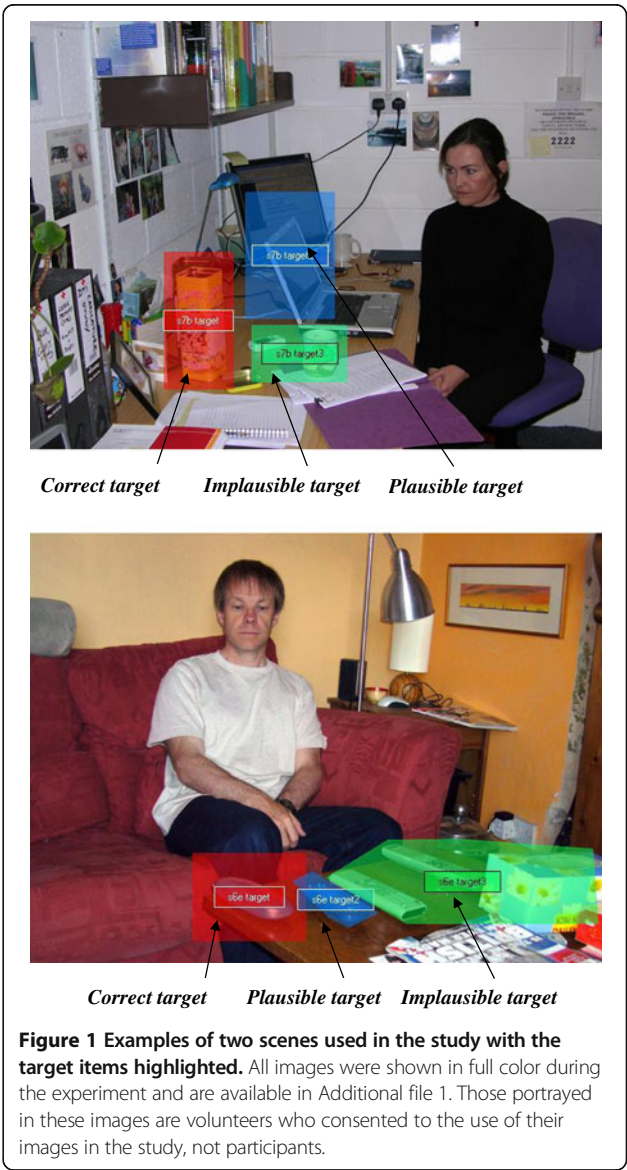 2222
s7b target
s7b target
s7b target3
Correct target Implausible target Plausible target
s6e target
s6e target2
s6e target3
Correct target Plausible target Implausible target
Figure 1 Examples of two scenes used in the study with the
target items highlighted. All images were shown in full color during
the experiment and are available in Additional file 1. Those portrayed
in these images are volunteers who consented to the use of their
images in the study, not participants.